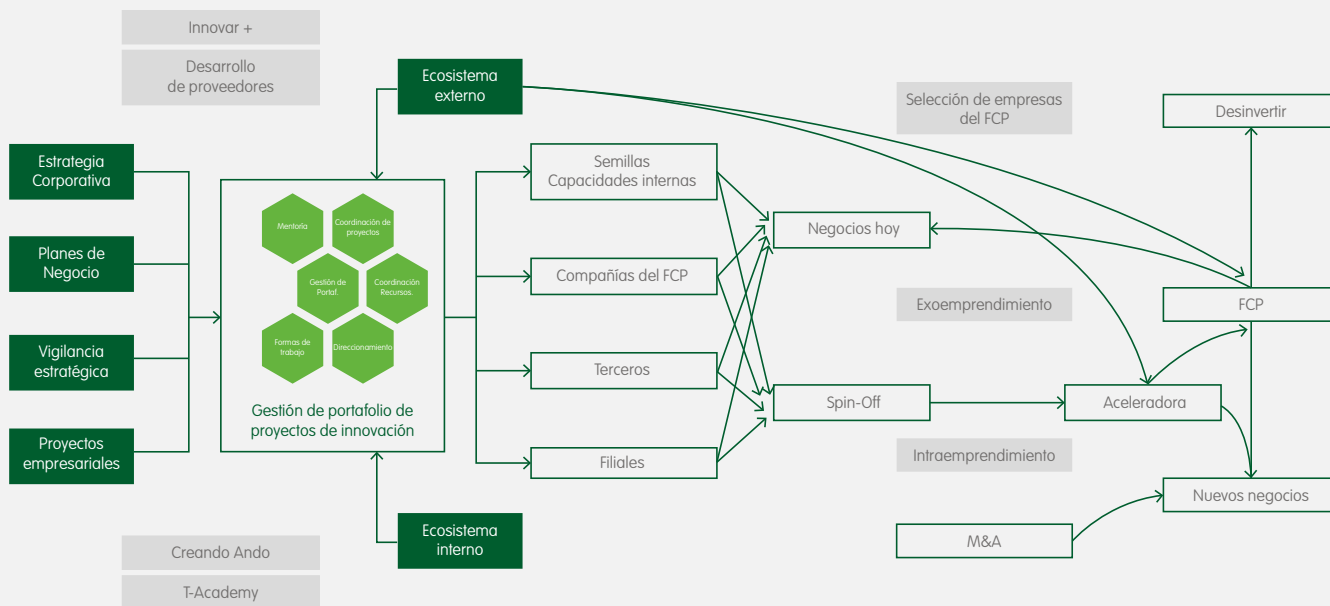 Innovar +
Desarrollo
de proveedores
Ecosistema
externo
Selección de empresas
del FCP
Desinvertir
Estrategia
Corporativa
Planes de
Negocio
Vigilancia
estratégica
Proyectos
empresariales
Mentoría
Coordinación de
proyectos
Gestión de
Portaf.
Coordinación
Recursos.
Formas de
trabajo
Direccionamiento
Gestión de portafolio de
proyectos de innovación
Semillas
Capacidades internas
Compañías del FCP
Terceros
Filiales
Negocios hoy
Spin-Off
Exoemprendimiento
FCP
Aceleradora
Intraemprendimiento
Nuevos negocios
M&A
Ecosistema
interno
Creando Ando
T-Academy